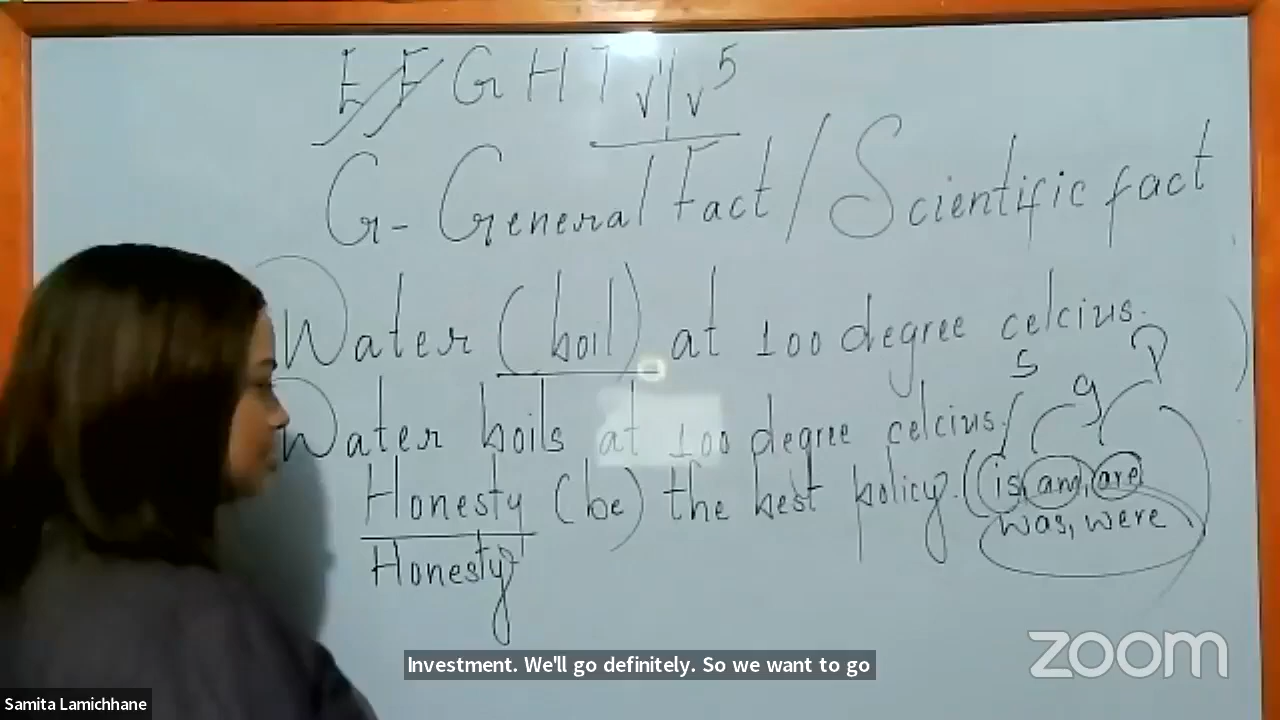 E F G H I V1/V5
G- General Fact / Scientific fact
Water (boil) at 100 degree celcius.
S I P
Water boils at 100 degree celcius.
Honesty (be) the best policy. (is, am, are
was, were
Honesty
Investment. We'll go definitely. So we want to go
zoom
Samita Lamichhane